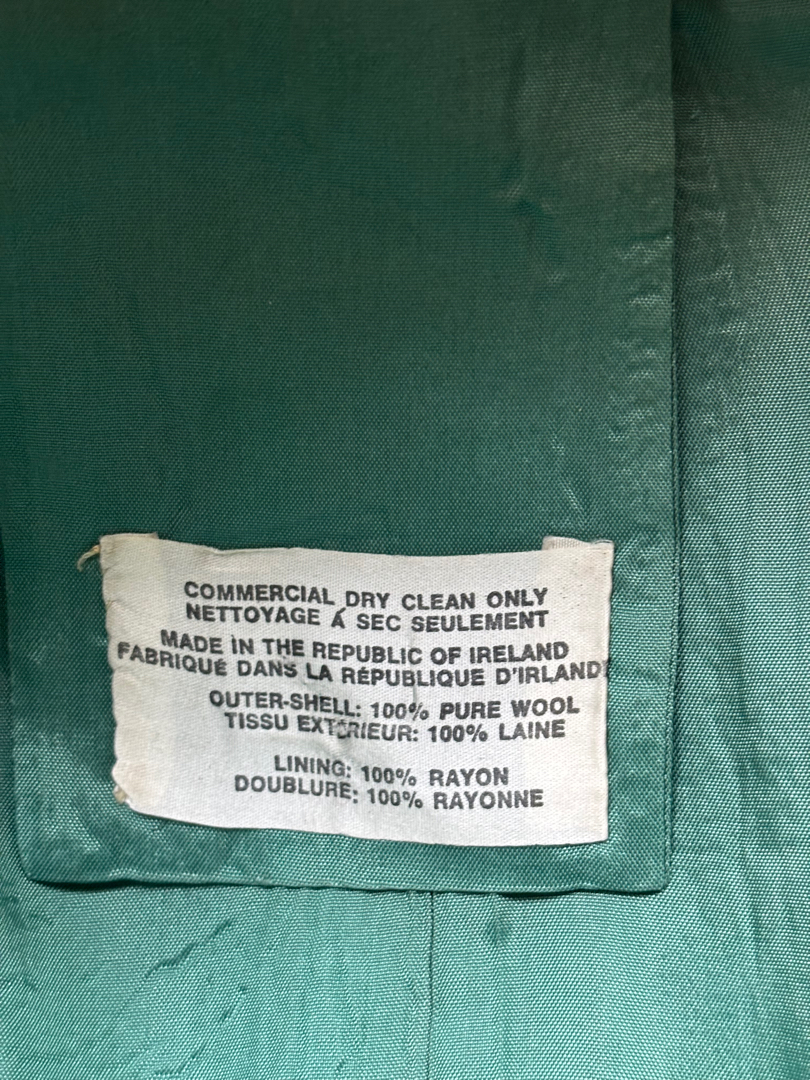 COMMERCIAL DRY CLEAN ONLY
NETTOYAGE Á SEC SEULEMENT
MADE IN THE REPUBLIC OF IRELAND
FABRIQUÉ DANS LA RÉPUBLIQUE D'IRLAND
OUTER-SHELL: 100% PURE WOOL
TISSU EXTÉRIEUR: 100% LAINE
LINING: 100% RAYON
DOUBLURE: 100% RAYONNE